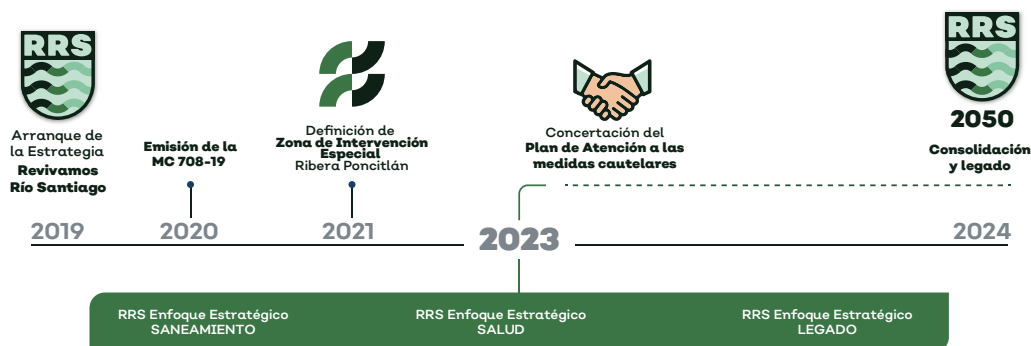 RRS
Arranque de
la Estrategia
Revivamos
Río Santiago
2019
Emisión de la
MC 708-19
2020
Definición de
Zona de Intervención
Especial
Ribera Poncitlán
2021
Concertación del
Plan de Atención a las
medidas cautelares
2023
RRS
2050
Consolidación
y legado
2024
RRS Enfoque Estratégico
SANEAMIENTO
RRS Enfoque Estratégico
SALUD
RRS Enfoque Estratégico
LEGADO